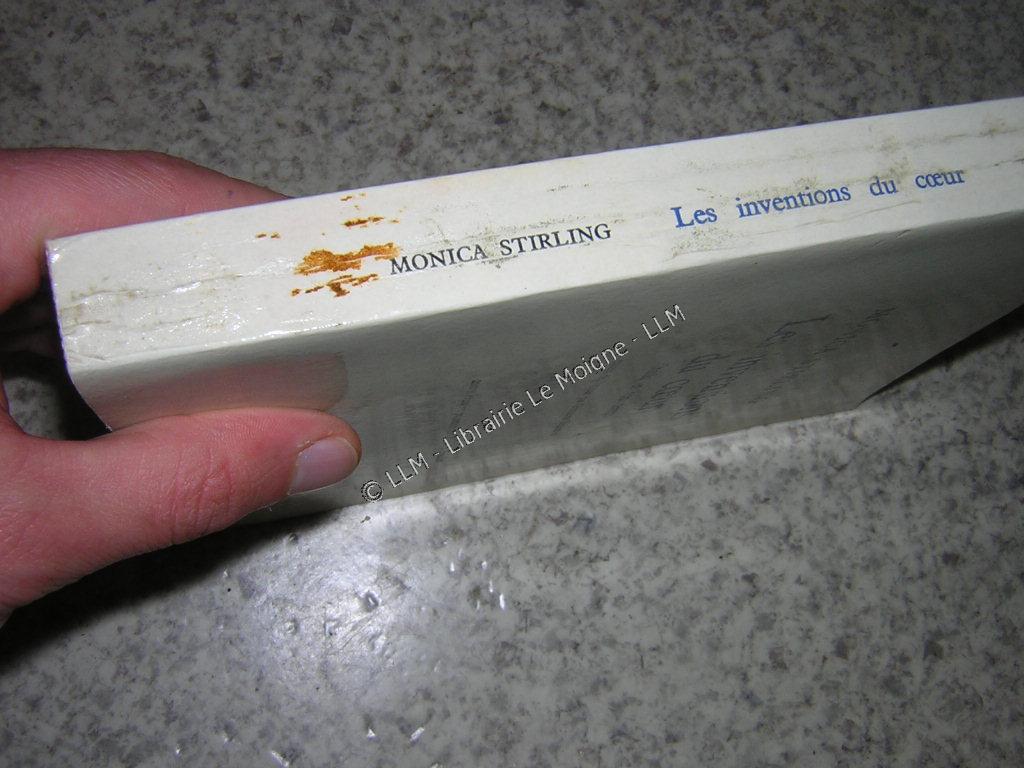 MONICA STIRLING
Les inventions du cœur
© LLM - Librairie Le Moigne - LLM